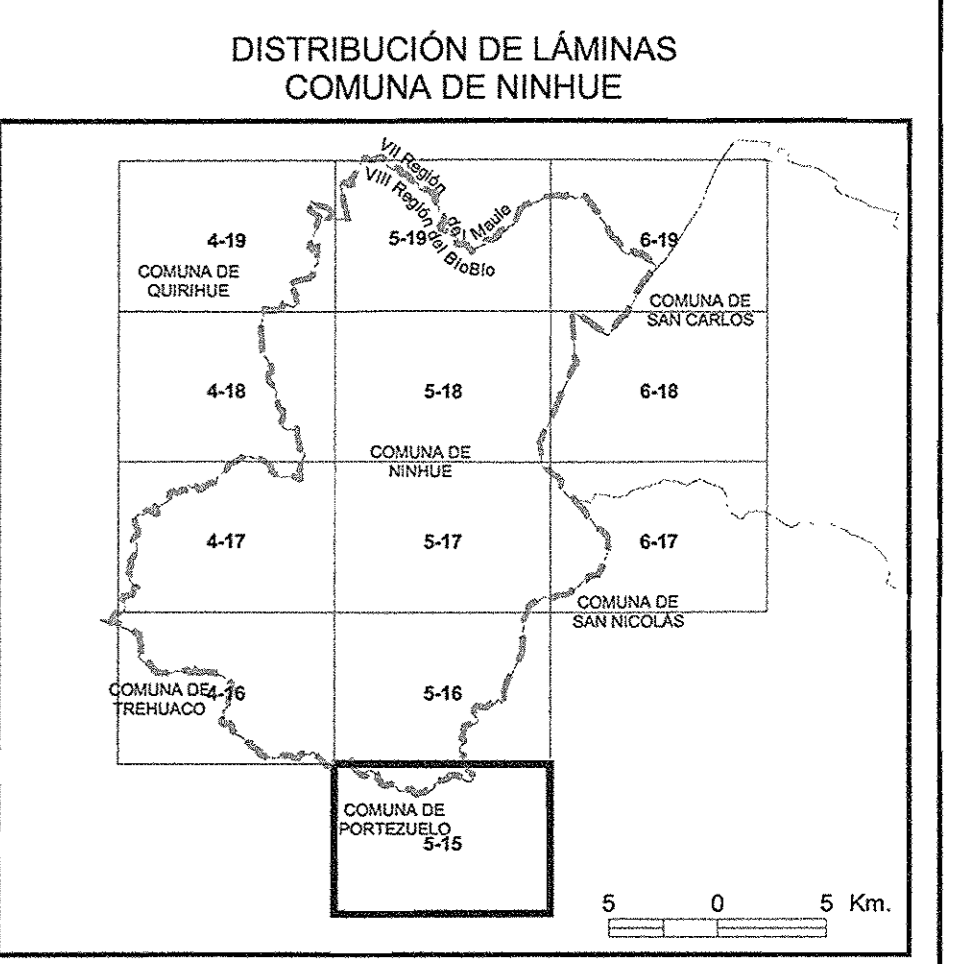 DISTRIBUCIÓN DE LÁMINAS
COMUNA DE NINHUE
VII Región del Maule
VIII Región del BíoBío
4-19
5-19
6-19
COMUNA DE
QUIRIHUE
COMUNA DE
SAN CARLOS
4-18
5-18
6-18
COMUNA DE
NINHUE
4-17
5-17
6-17
COMUNA DE
SAN NICOLÁS
COMUNA DE
TREHUACO
4-16
5-16
COMUNA DE
PORTEZUELO
5-15
5 0 5 Km.